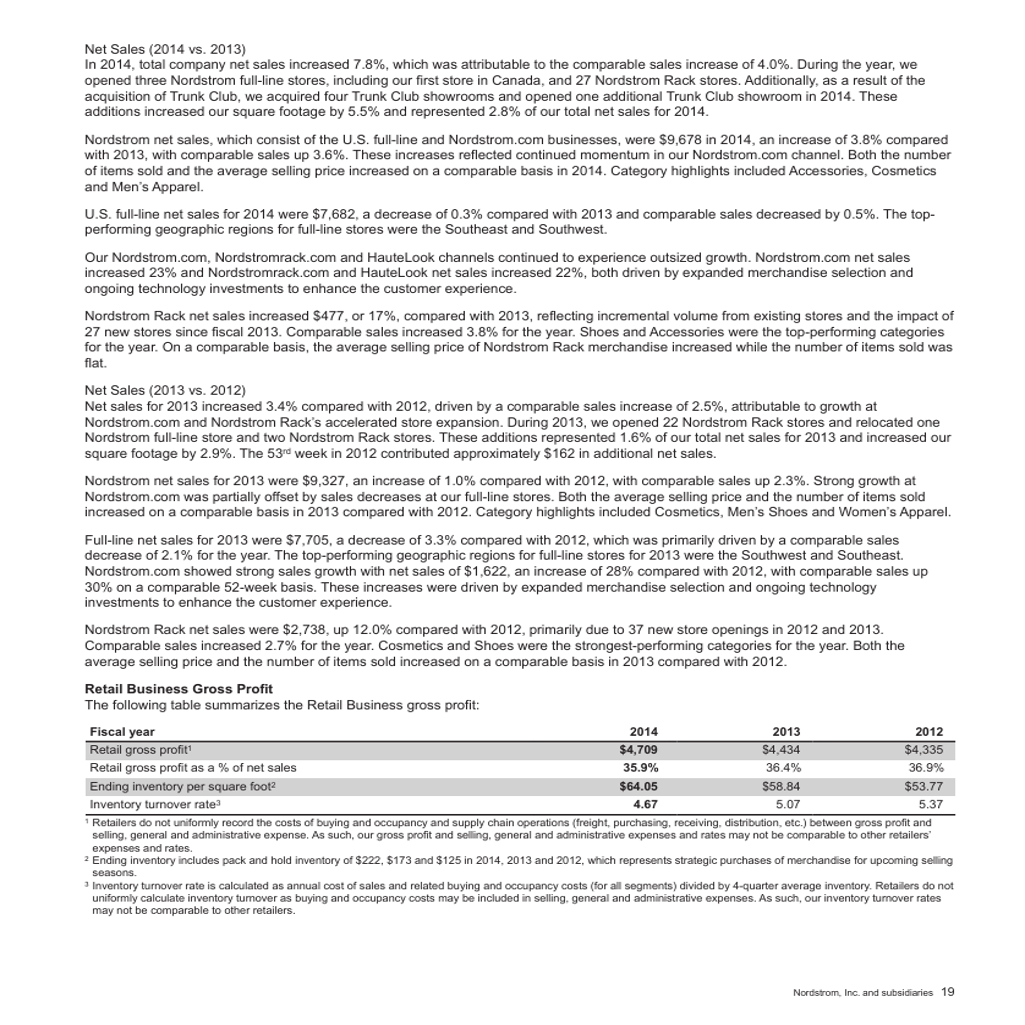 Net Sales (2014 vs. 2013)
In 2014, total company net sales increased 7.8%, which was attributable to the comparable sales increase of 4.0%. During the year, we
opened three Nordstrom full-line stores, including our first store in Canada, and 27 Nordstrom Rack stores. Additionally, as a result of the
acquisition of Trunk Club, we acquired four Trunk Club showrooms and opened one additional Trunk Club showroom in 2014. These
additions increased our square footage by 5.5% and represented 2.8% of our total net sales for 2014.
Nordstrom net sales, which consist of the U.S. full-line and Nordstrom.com businesses, were $9,678 in 2014, an increase of 3.8% compared
with 2013, with comparable sales up 3.6%. These increases reflected continued momentum in our Nordstrom.com channel. Both the number
of items sold and the average selling price increased on a comparable basis in 2014. Category highlights included Accessories, Cosmetics
and Men's Apparel.
U.S. full-line net sales for 2014 were $7,682, a decrease of 0.3% compared with 2013 and comparable sales decreased by 0.5%. The top-
performing geographic regions for full-line stores were the Southeast and Southwest.
Our Nordstrom.com, Nordstromrack.com and HauteLook channels continued to experience outsized growth. Nordstrom.com net sales
increased 23% and Nordstromrack.com and HauteLook net sales increased 22%, both driven by expanded merchandise selection and
ongoing technology investments to enhance the customer experience.
Nordstrom Rack net sales increased $477, or 17%, compared with 2013, reflecting incremental volume from existing stores and the impact of
27 new stores since fiscal 2013. Comparable sales increased 3.8% for the year. Shoes and Accessories were the top-performing categories
for the year. On a comparable basis, the average selling price of Nordstrom Rack merchandise increased while the number of items sold was
flat.
Net Sales (2013 vs. 2012)
Net sales for 2013 increased 3.4% compared with 2012, driven by a comparable sales increase of 2.5%, attributable to growth at
Nordstrom.com and Nordstrom Rack's accelerated store expansion. During 2013, we opened 22 Nordstrom Rack stores and relocated one
Nordstrom full-line store and two Nordstrom Rack stores. These additions represented 1.6% of our total net sales for 2013 and increased our
square footage by 2.9%. The 53rd week in 2012 contributed approximately $162 in additional net sales.
Nordstrom net sales for 2013 were $9,327, an increase of 1.0% compared with 2012, with comparable sales up 2.3%. Strong growth at
Nordstrom.com was partially offset by sales decreases at our full-line stores. Both the average selling price and the number of items sold
increased on a comparable basis in 2013 compared with 2012. Category highlights included Cosmetics, Men's Shoes and Women's Apparel.
Full-line net sales for 2013 were $7,705, a decrease of 3.3% compared with 2012, which was primarily driven by a comparable sales
decrease of 2.1% for the year. The top-performing geographic regions for full-line stores for 2013 were the Southwest and Southeast.
Nordstrom.com showed strong sales growth with net sales of $1,622, an increase of 28% compared with 2012, with comparable sales up
30% on a comparable 52-week basis. These increases were driven by expanded merchandise selection and ongoing technology
investments to enhance the customer experience.
Nordstrom Rack net sales were $2,738, up 12.0% compared with 2012, primarily due to 37 new store openings in 2012 and 2013.
Comparable sales increased 2.7% for the year. Cosmetics and Shoes were the strongest-performing categories for the year. Both the
average selling price and the number of items sold increased on a comparable basis in 2013 compared with 2012.
Retail Business Gross Profit
The following table summarizes the Retail Business gross profit:
Fiscal year 2014 2013 2012
Retail gross profit¹ $4,709 $4,434 $4,335
Retail gross profit as a % of net sales 35.9% 36.4% 36.9%
Ending inventory per square foot² $64.05 $58.84 $53.77
Inventory turnover rate³ 4.67 5.07 5.37
¹ Retailers do not uniformly record the costs of buying and occupancy and supply chain operations (freight, purchasing, receiving, distribution, etc.) between gross profit and
selling, general and administrative expense. As such, our gross profit and selling, general and administrative expenses and rates may not be comparable to other retailers'
expenses and rates.
² Ending inventory includes pack and hold inventory of $222, $173 and $125 in 2014, 2013 and 2012, which represents strategic purchases of merchandise for upcoming selling
seasons.
³ Inventory turnover rate is calculated as annual cost of sales and related buying and occupancy costs (for all segments) divided by 4-quarter average inventory. Retailers do not
uniformly calculate inventory turnover as buying and occupancy costs may be included in selling, general and administrative expenses. As such, our inventory turnover rates
may not be comparable to other retailers.
Nordstrom, Inc. and subsidiaries 19